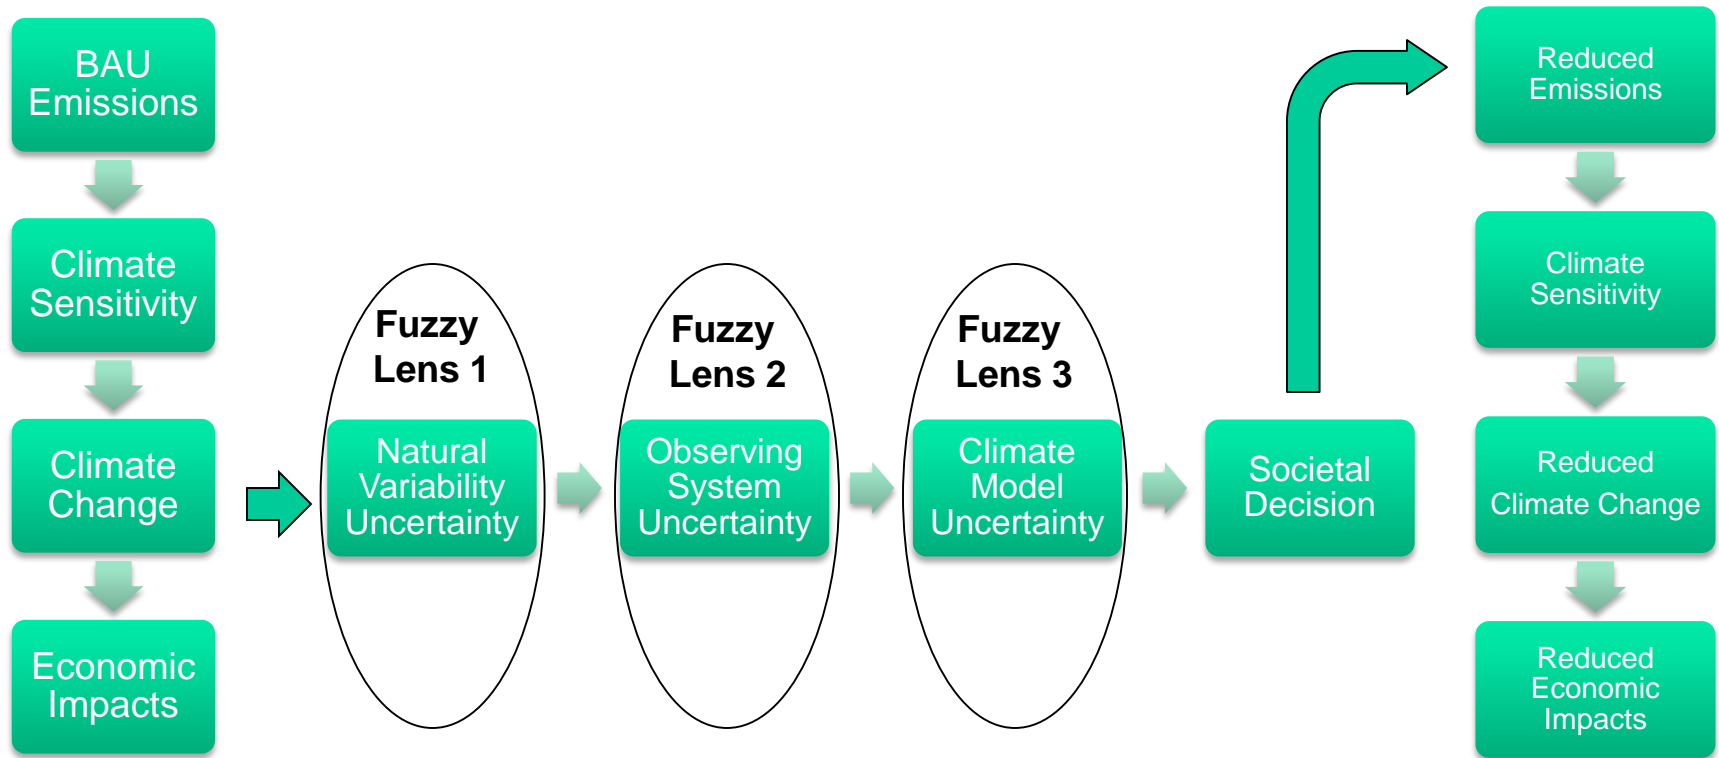 BAU
Emissions
Climate
Sensitivity
Climate
Change
Economic
Impacts
Fuzzy
Lens 1
Natural
Variability
Uncertainty
Fuzzy
Lens 2
Observing
System
Uncertainty
Fuzzy
Lens 3
Climate
Model
Uncertainty
Societal
Decision
Reduced
Emissions
Climate
Sensitivity
Reduced
Climate Change
Reduced
Economic
Impacts